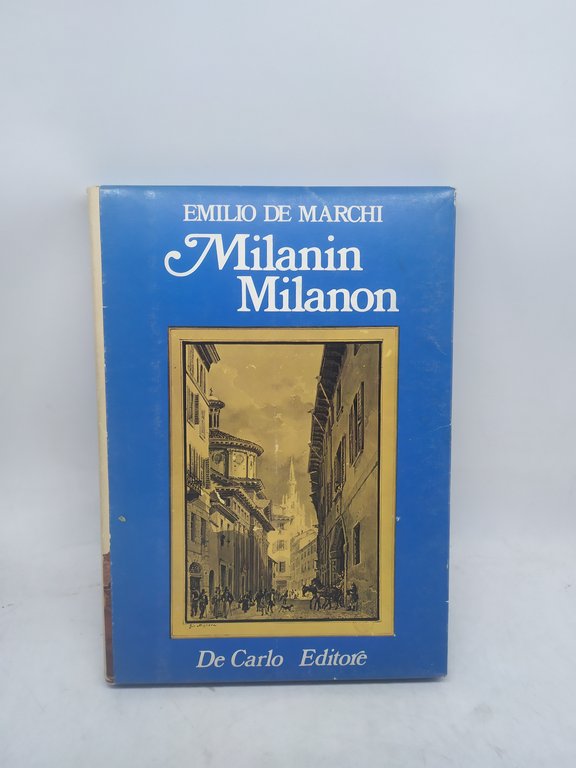 EMILIO DE MARCHI
Milanin
Milanon
De Carlo Editore